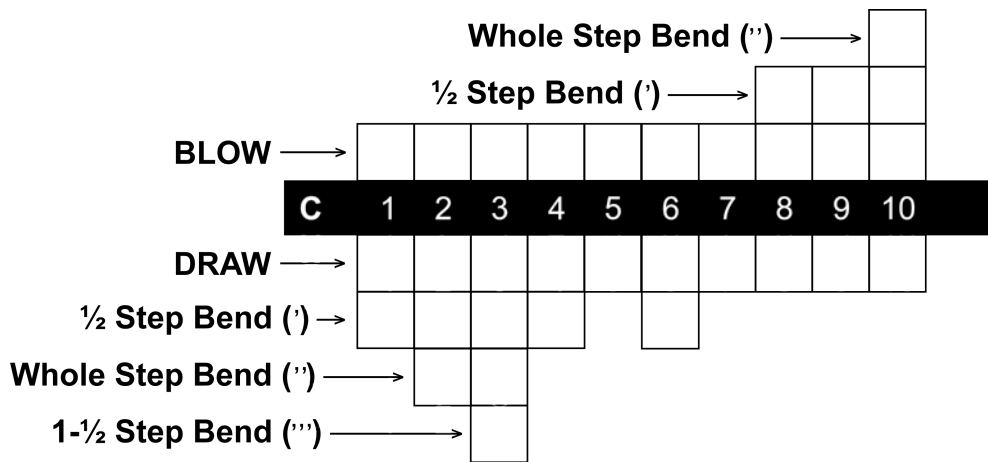 Whole Step Bend (’’)
½ Step Bend (’)
BLOW
C 1 2 3 4 5 6 7 8 9 10
DRAW
½ Step Bend (’)
Whole Step Bend (’’)
1-½ Step Bend (’’’)